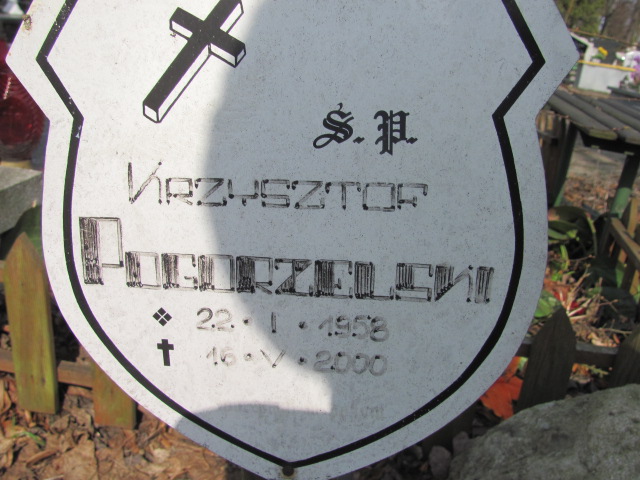 Ś. P.
KRZYSZTOF
POGORZELSKI
22 · I · 1958
† 16 · V · 2000